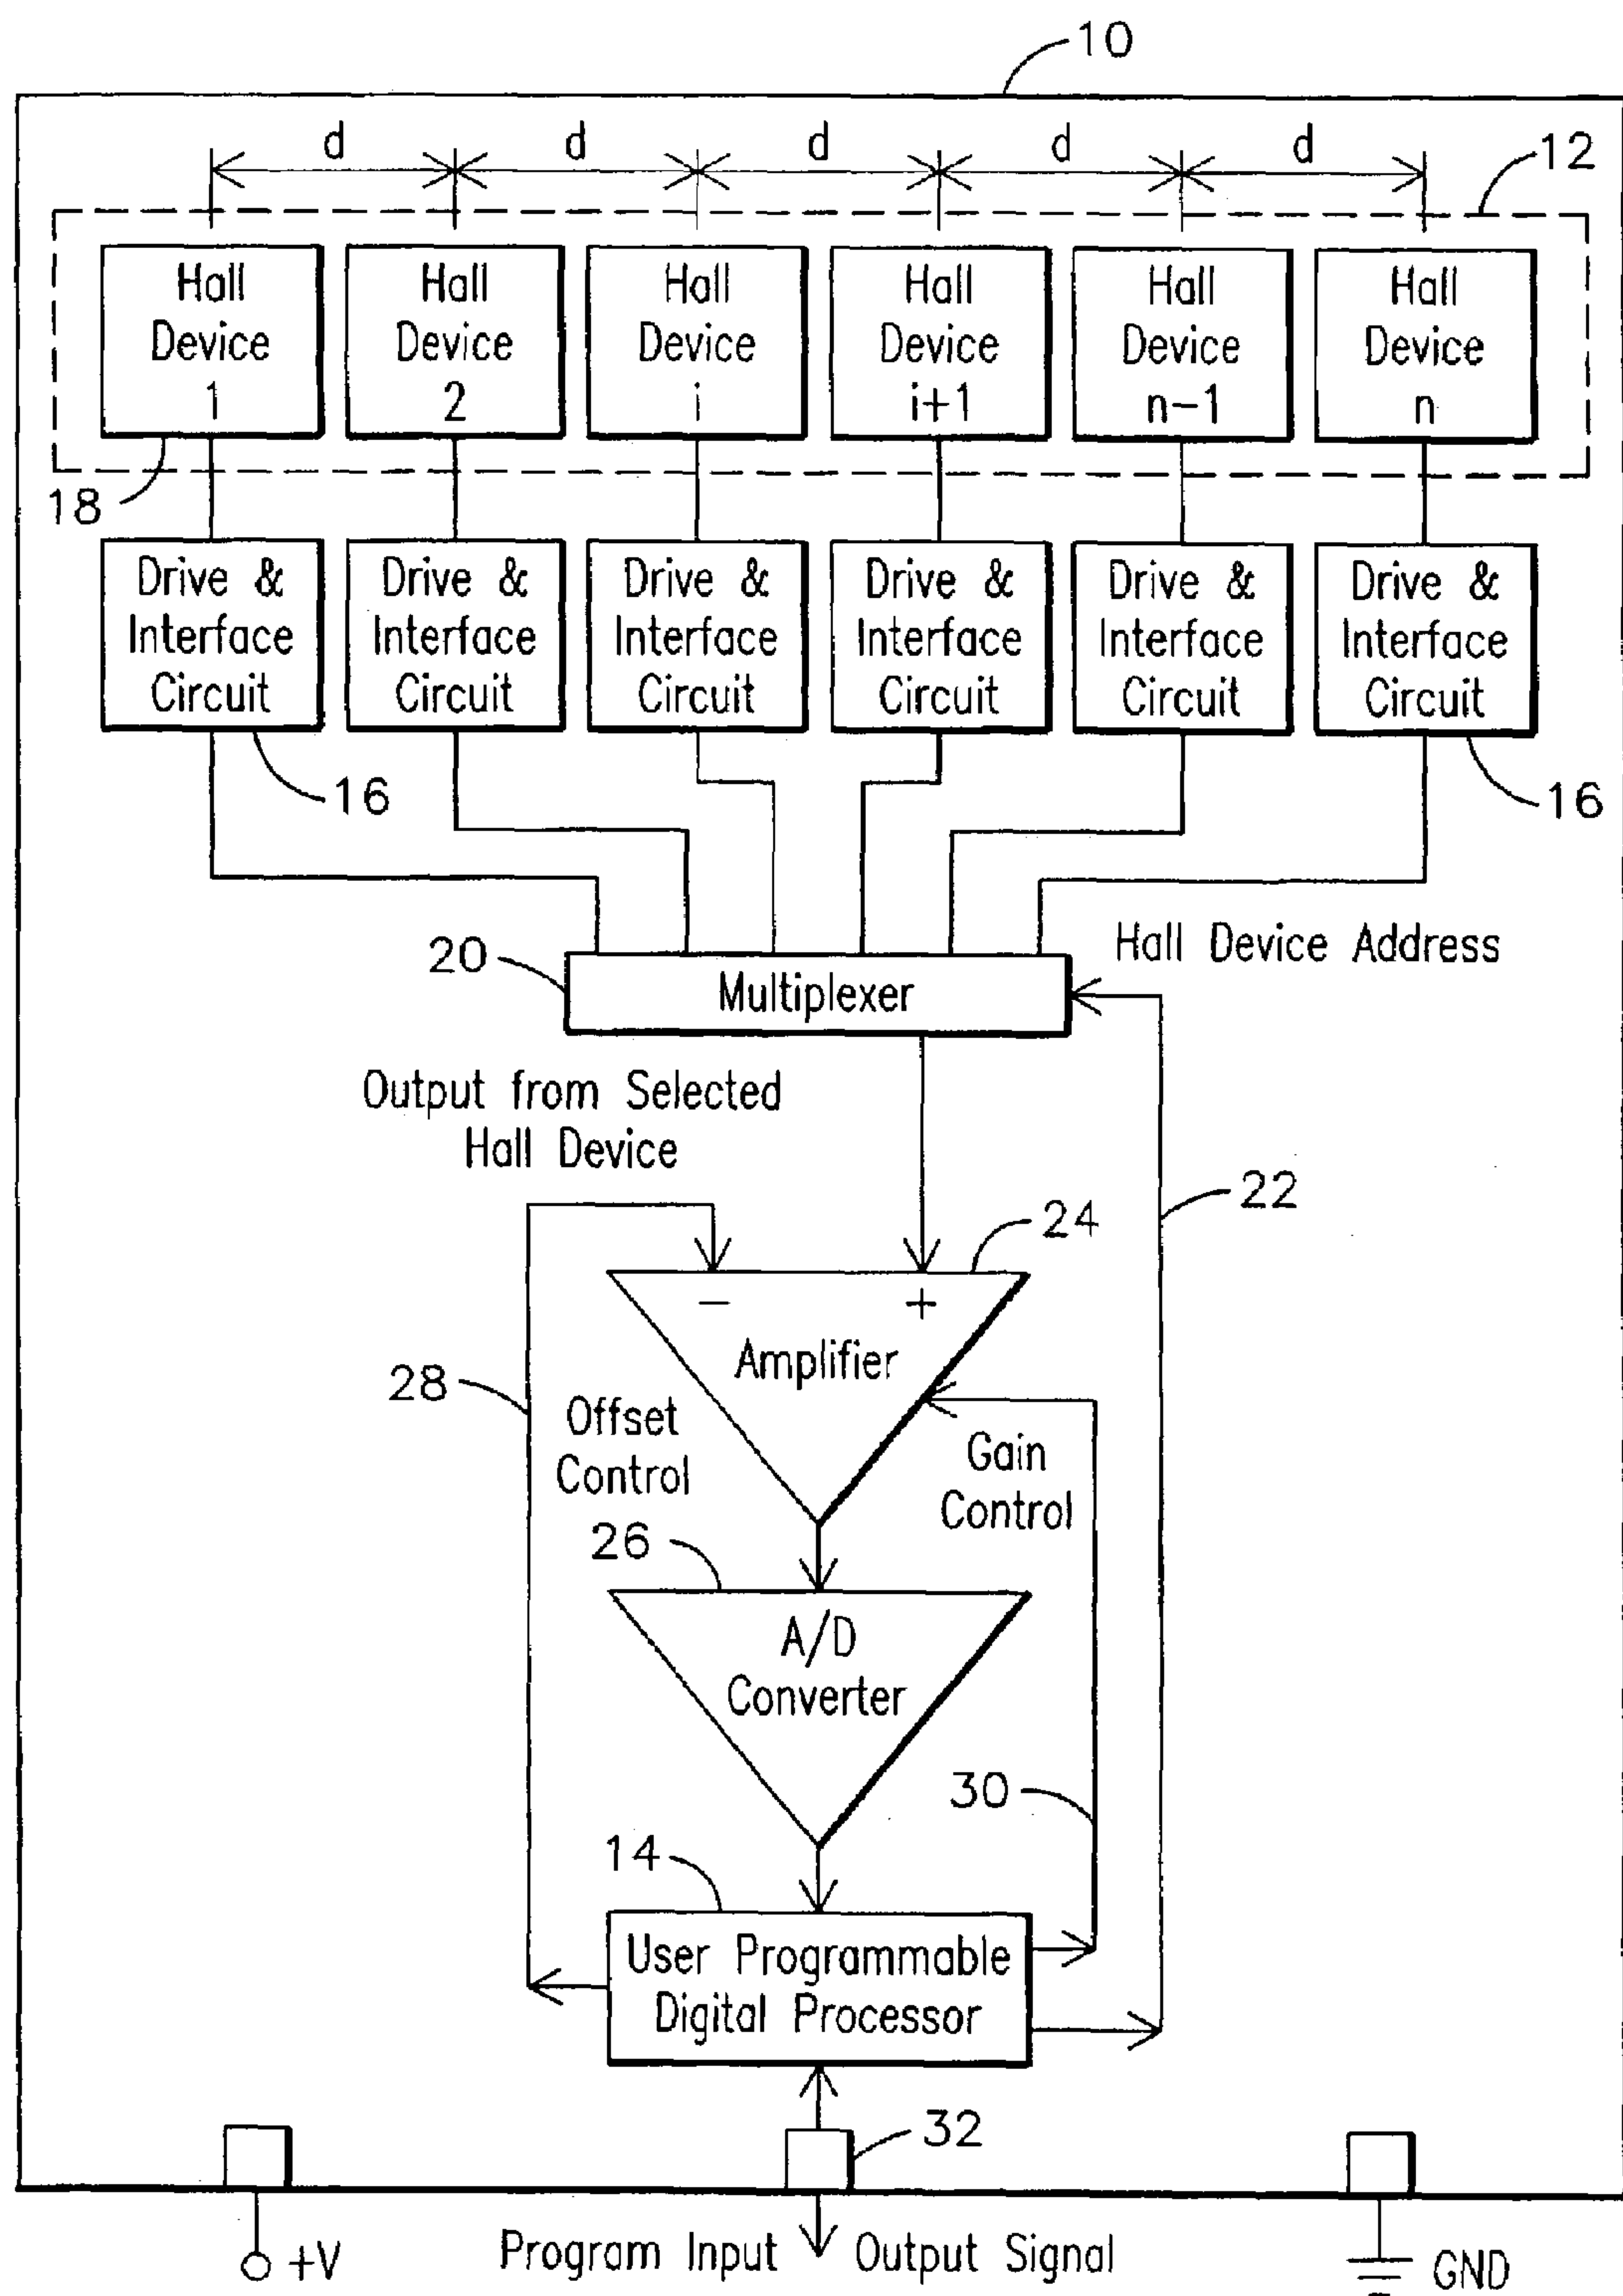 10
d d d d d
12
Hall Device 1
Hall Device 2
Hall Device i
Hall Device i+1
Hall Device n-1
Hall Device n
18
Drive & Interface Circuit
Drive & Interface Circuit
Drive & Interface Circuit
Drive & Interface Circuit
Drive & Interface Circuit
Drive & Interface Circuit
16
16
20
Hall Device Address
Multiplexer
Output from Selected
Hall Device
22
24
− +
Amplifier
28
Offset
Control
Gain
Control
26
A/D
Converter
30
14
User Programmable
Digital Processor
32
+V
Program Input
Output Signal
GND